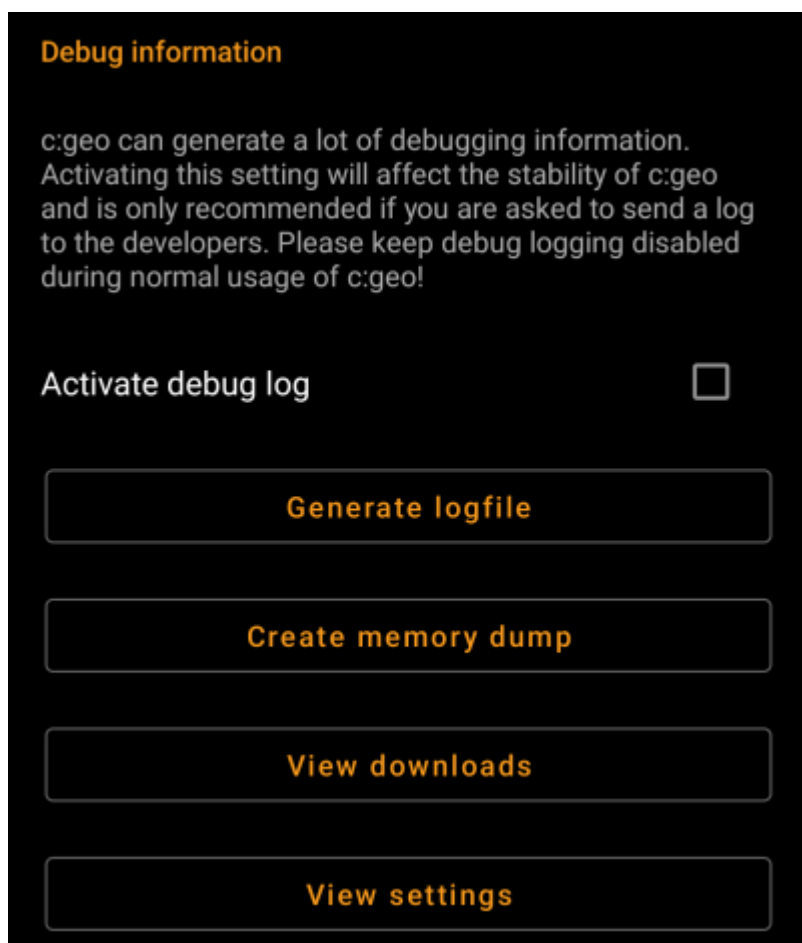 Debug information
c:geo can generate a lot of debugging information.
Activating this setting will affect the stability of c:geo
and is only recommended if you are asked to send a log
to the developers. Please keep debug logging disabled
during normal usage of c:geo!
Activate debug log
Generate logfile
Create memory dump
View downloads
View settings